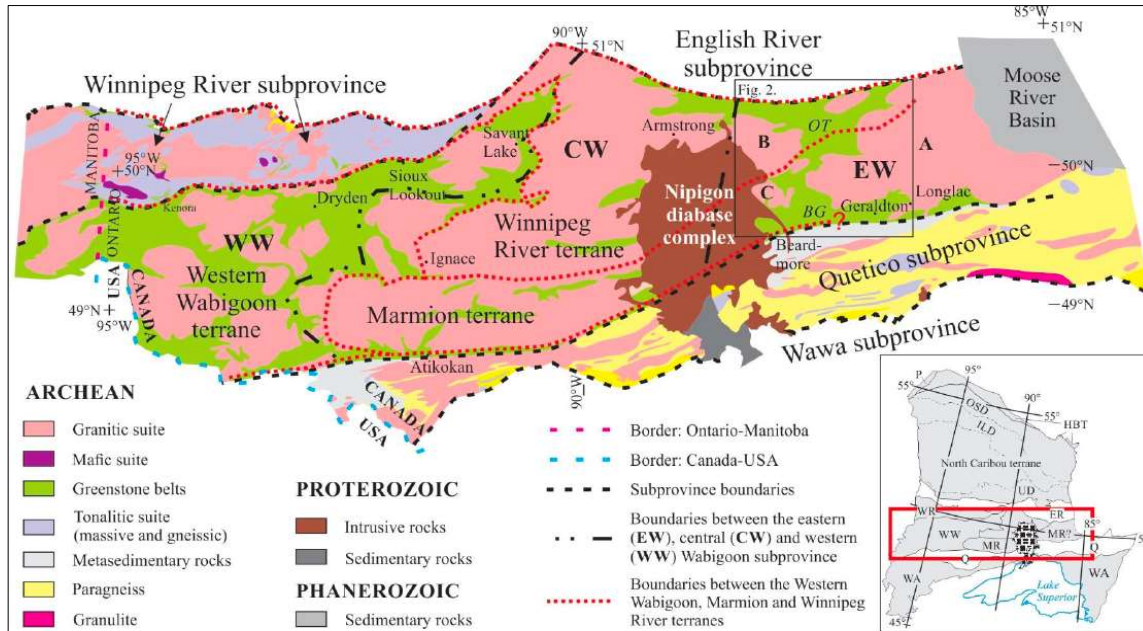 85°W
51°N
90°W
51°N
English River
subprovince
Winnipeg River subprovince
Moose
River
Basin
Fig. 2.
Savant
Lake
CW
Armstrong
B
OT
A
MANITOBA
95°W
50°N
EW
50°N
Sioux
Lookout
Dryden
Kenora
ONTARIO
Nipigon
diabase
complex
C
Longlac
Geraldton
BG
?
WW
Winnipeg
River terrane
Ignace
Beard-
more
Western
Wabigoon
terrane
Quetico subprovince
USA
CANADA
49°N
95°W
Marmion terrane
49°N
Wawa subprovince
Atikokan
90°W
CANADA
USA
ARCHEAN
Granitic suite
Mafic suite
Greenstone belts
Tonalitic suite
(massive and gneissic)
Metasedimentary rocks
Paragneiss
Granulite
PROTEROZOIC
Intrusive rocks
Sedimentary rocks
PHANEROZOIC
Sedimentary rocks
Border: Ontario-Manitoba
Border: Canada-USA
Subprovince boundaries
Boundaries between the eastern
(EW), central (CW) and western
(WW) Wabigoon subprovince
Boundaries between the Western
Wabigoon, Marmion and Winnipeg
River terranes
95°
P
55°
90°
OSD
55°
ILD
HBT
North Caribou terrane
UD
WR
ER
85°
WW
MR?
MR
Q
Q
WA
WA
Lake
Superior
45°